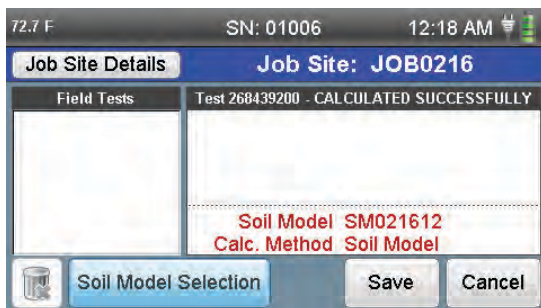 72.7 F SN: 01006 12:18 AM
Job Site Details Job Site: JOB0216
Field Tests Test 268439200 - CALCULATED SUCCESSFULLY
Soil Model SM021612
Calc. Method Soil Model
Soil Model Selection Save Cancel